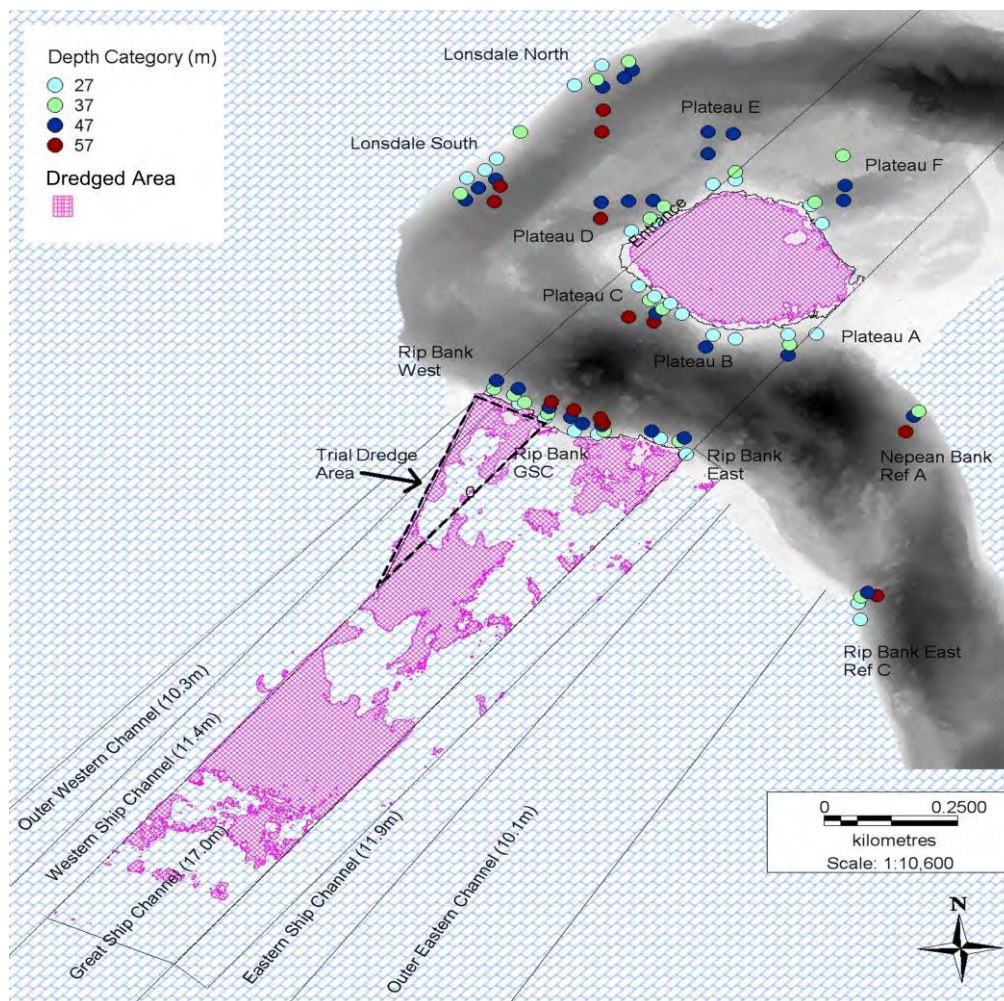 Depth Category (m)
27
37
47
57
Dredged Area
Lonsdale North
Plateau E
Lonsdale South
Plateau F
Entrance
Plateau D
Plateau C
Plateau A
Plateau B
Rip Bank
West
Trial Dredge
Area
Rip Bank
GSC
Rip Bank
East
Nepean Bank
Ref A
Rip Bank East
Ref C
Outer Western Channel (10.3m)
Western Ship Channel (11.4m)
Great Ship Channel (17.0m)
Eastern Ship Channel (11.9m)
Outer Eastern Channel (10.1m)
0 0.2500
kilometres
Scale: 1:10,600
N